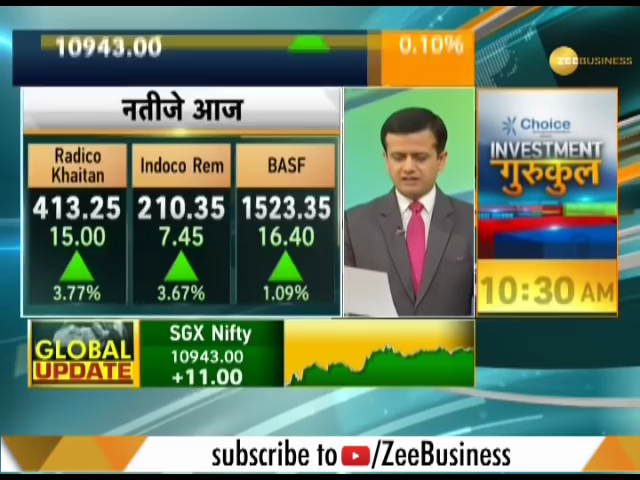 10943.00
0.10%
ZEEBUSINESS
नतीजे आज
Radico
Khaitan
413.25
15.00
3.77%
Indoco Rem
210.35
7.45
3.67%
BASF
1523.35
16.40
1.09%
Choice
INVESTMENT
गुरुकुल
10:30 AM
GLOBAL
UPDATE
SGX Nifty
10943.00
+11.00
subscribe to /ZeeBusiness